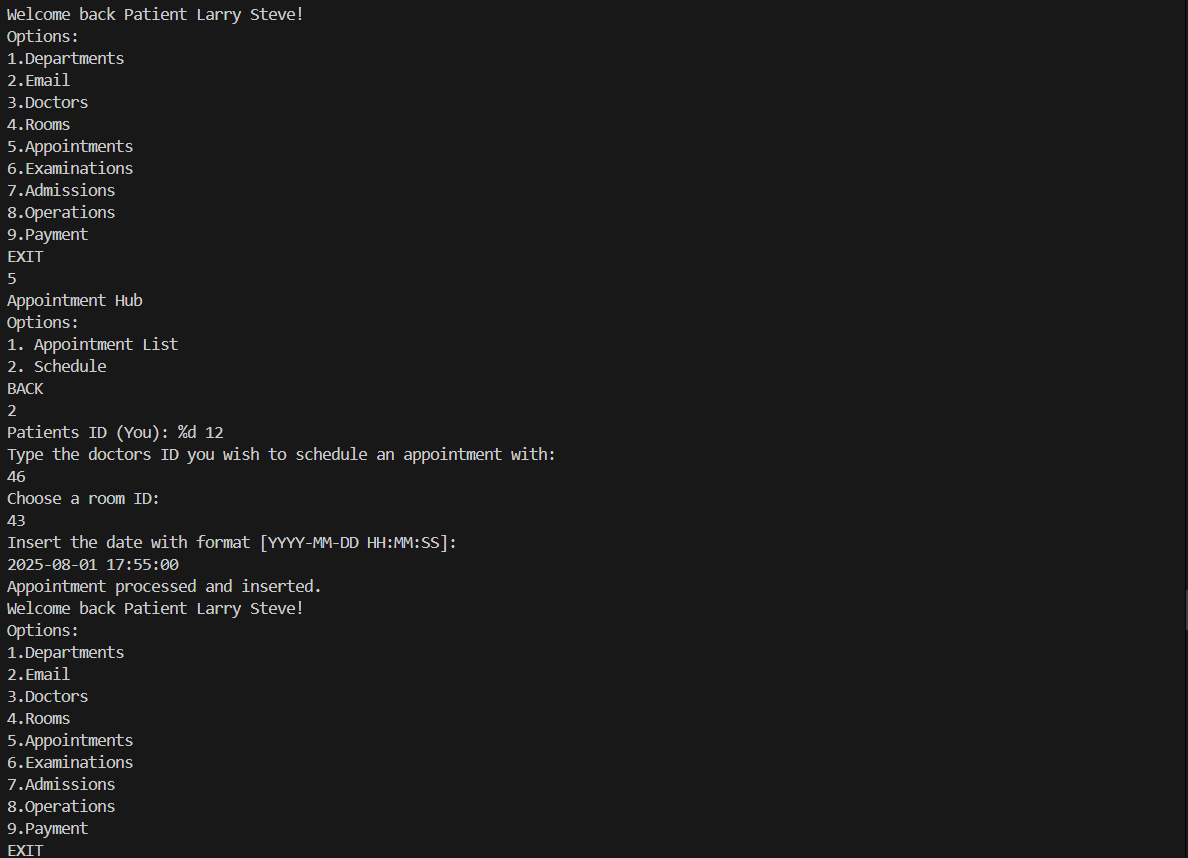 Welcome back Patient Larry Steve!
Options:
1.Departments
2.Email
3.Doctors
4.Rooms
5.Appointments
6.Examinations
7.Admissions
8.Operations
9.Payment
EXIT
5
Appointment Hub
Options:
1. Appointment List
2. Schedule
BACK
2
Patients ID (You): %d 12
Type the doctors ID you wish to schedule an appointment with:
46
Choose a room ID:
43
Insert the date with format [YYYY-MM-DD HH:MM:SS]:
2025-08-01 17:55:00
Appointment processed and inserted.
Welcome back Patient Larry Steve!
Options:
1.Departments
2.Email
3.Doctors
4.Rooms
5.Appointments
6.Examinations
7.Admissions
8.Operations
9.Payment
EXIT